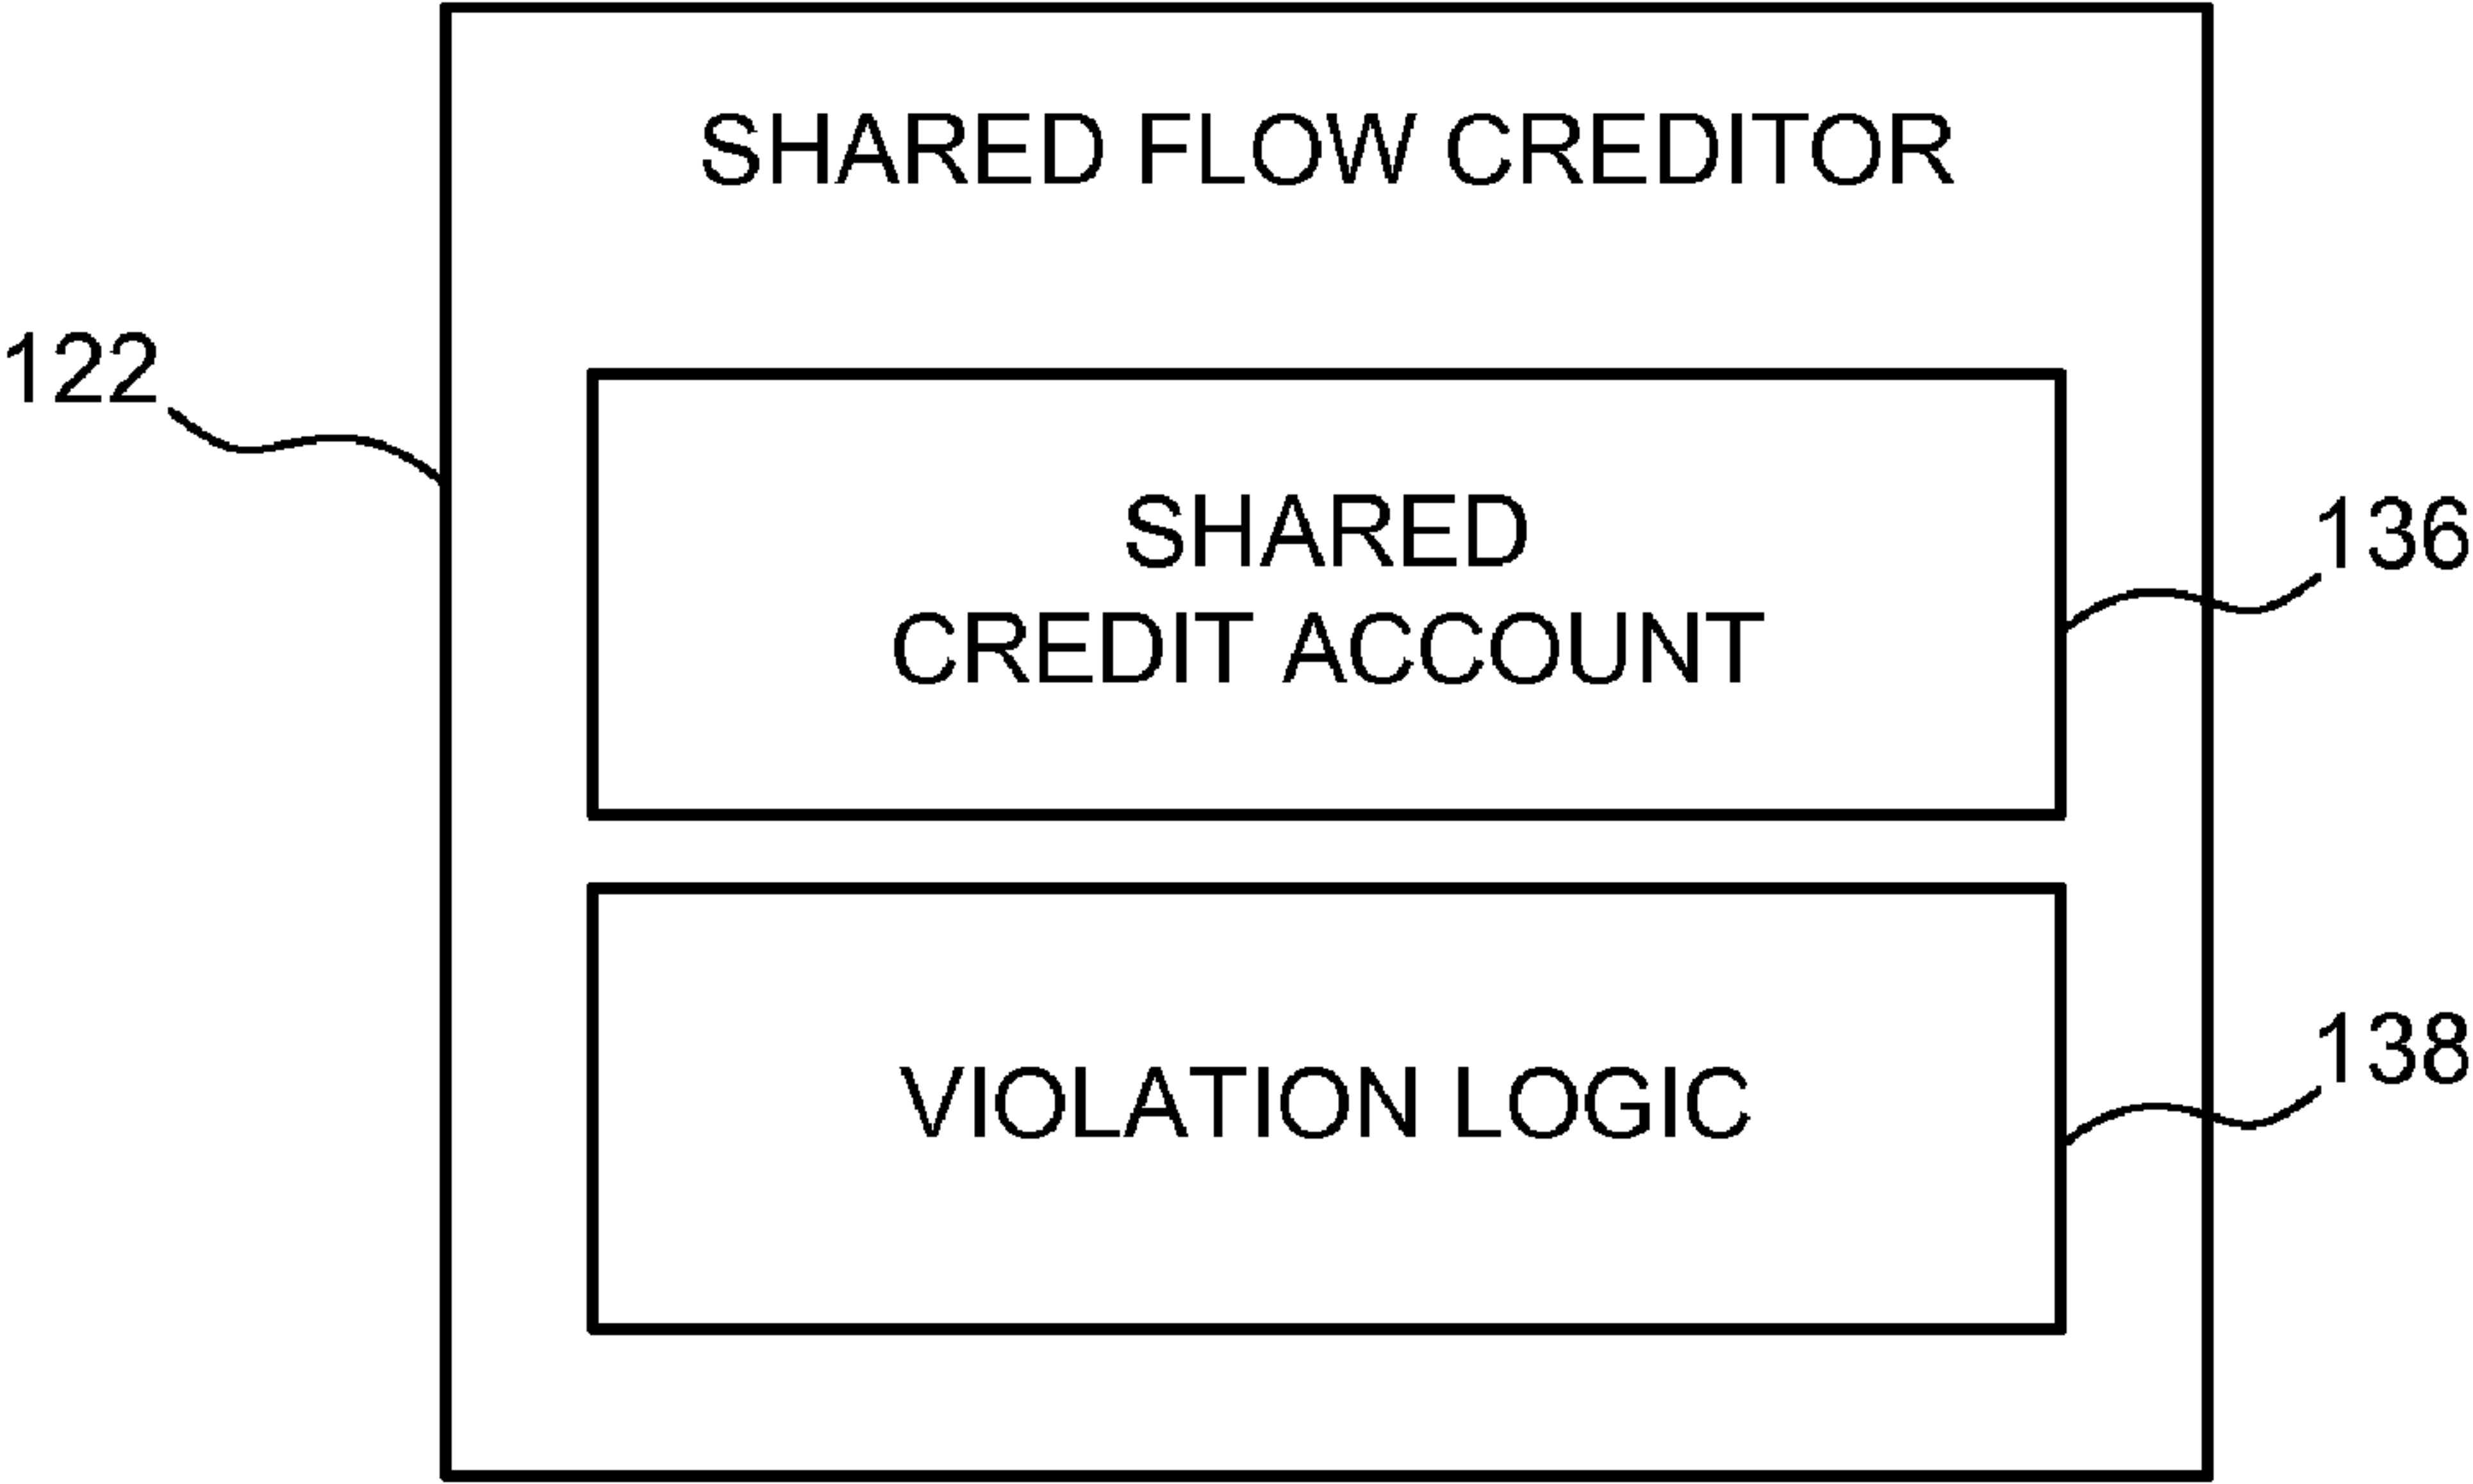 SHARED FLOW CREDITOR
122
SHARED
CREDIT ACCOUNT
136
VIOLATION LOGIC
138